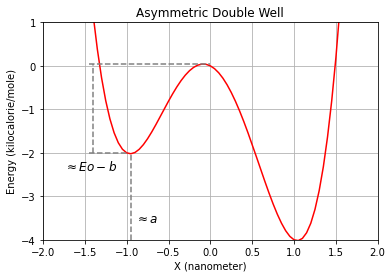 Asymmetric Double Well
Energy (kilocalorie/mole)
1
0
−1
−2
−3
−4
≈Eo − b
≈a
−2.0 −1.5 −1.0 −0.5 0.0 0.5 1.0 1.5 2.0
X (nanometer)